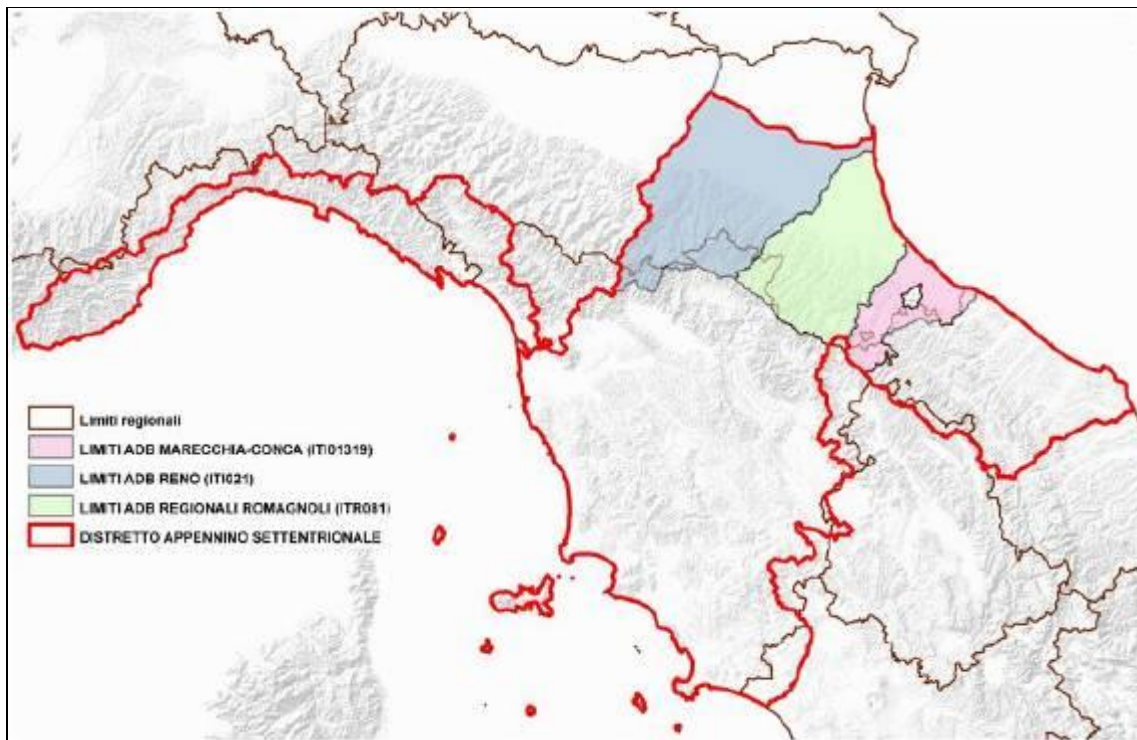 Limiti regionali
LIMITI ADB MARECCHIA-CONCA (ITI01319)
LIMITI ADB RENO (ITI021)
LIMITI ADB REGIONALI ROMAGNOLI (ITR081)
DISTRETTO APPENNINO SETTENTRIONALE